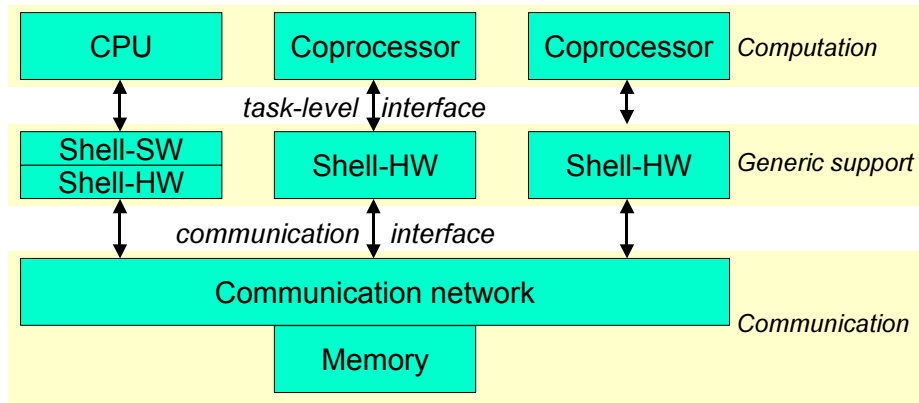 CPU
Coprocessor
Coprocessor
Computation
task-level interface
Shell-SW
Shell-HW
Shell-HW
Shell-HW
Generic support
communication interface
Communication network
Communication
Memory